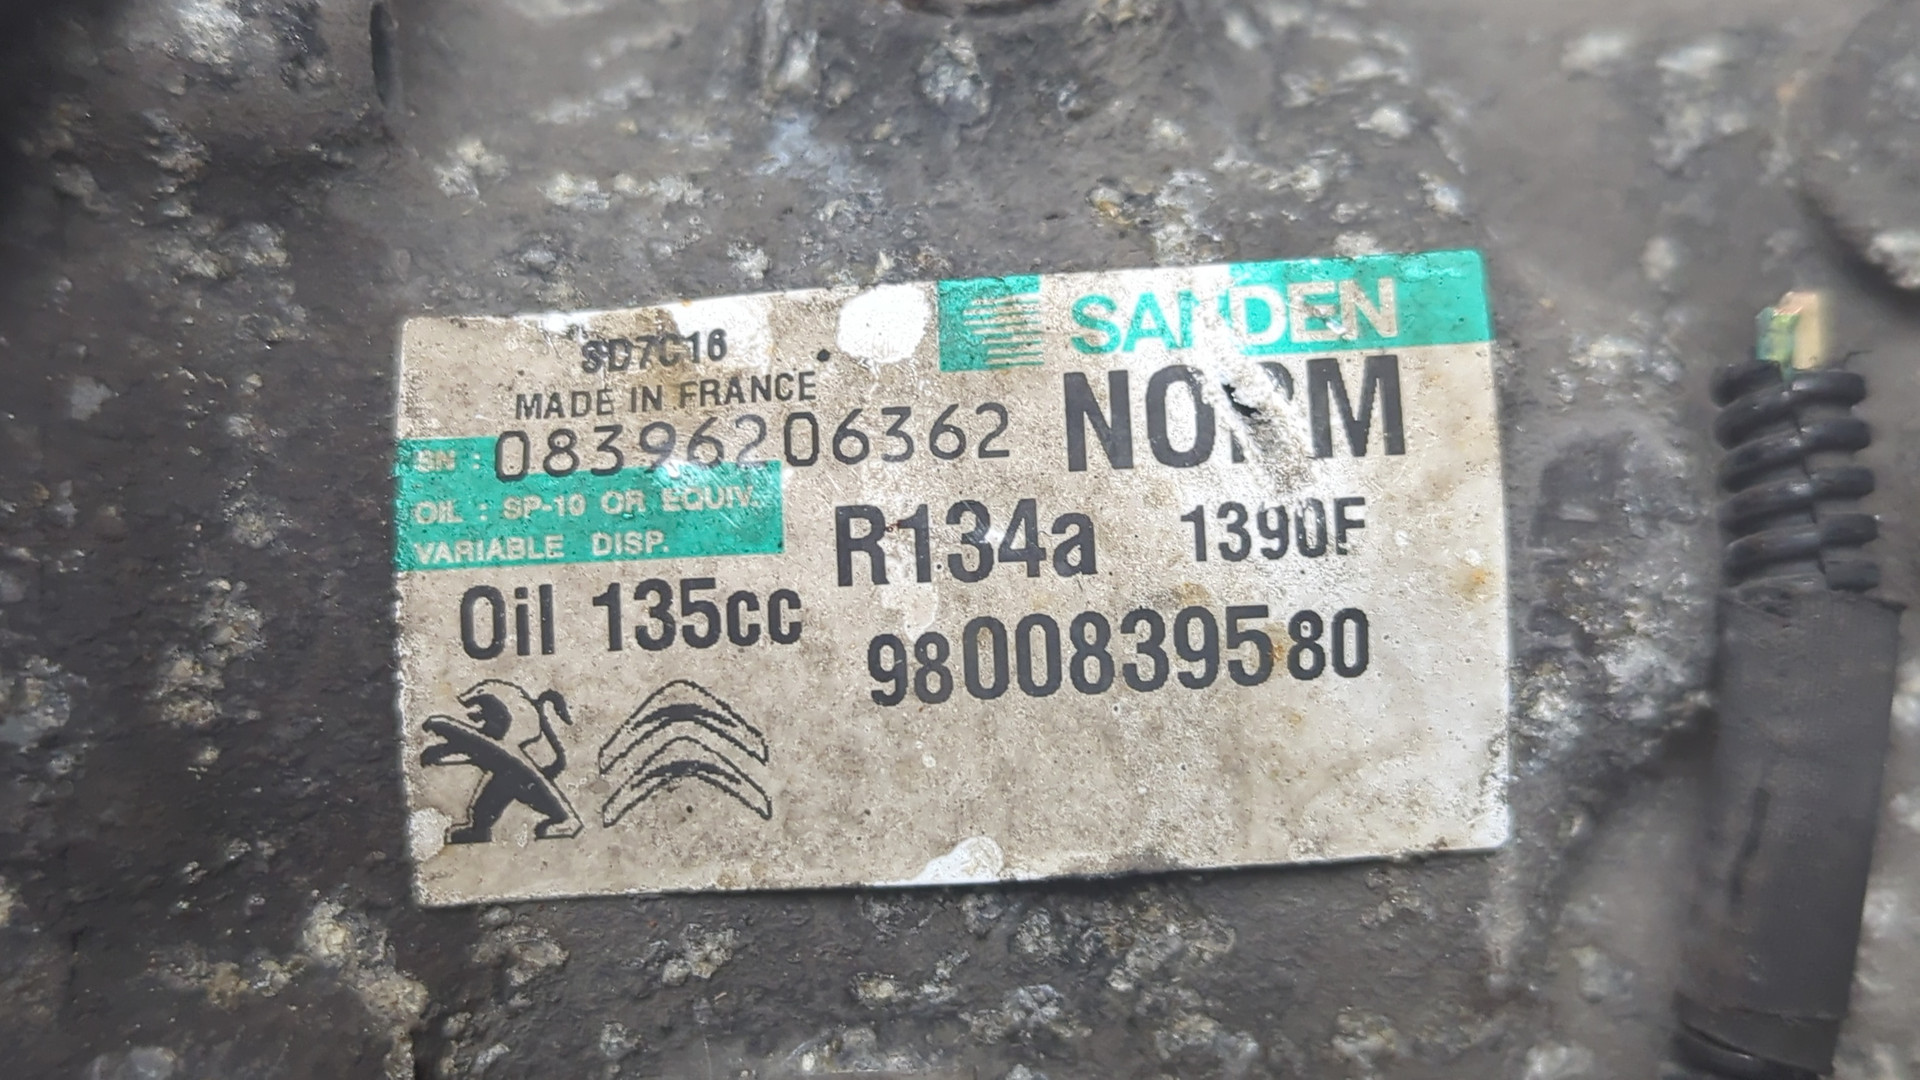 SANDEN
SD7C16
MADE IN FRANCE
SN : 08396206362
NORM
OIL : SP-10 OR EQUIV.
VARIABLE DISP.
R134a 1390F
Oil 135cc
9800839580